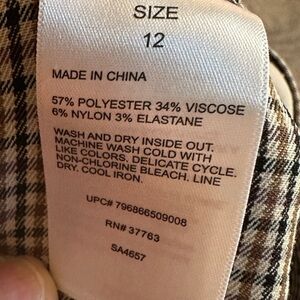 SIZE
12
MADE IN CHINA
57% POLYESTER 34% VISCOSE
6% NYLON 3% ELASTANE
WASH AND DRY INSIDE OUT.
MACHINE WASH COLD WITH
LIKE COLORS. DELICATE CYCLE.
NON-CHLORINE BLEACH. LINE
DRY. COOL IRON.
UPC# 796866509008
RN# 37763
SA4657